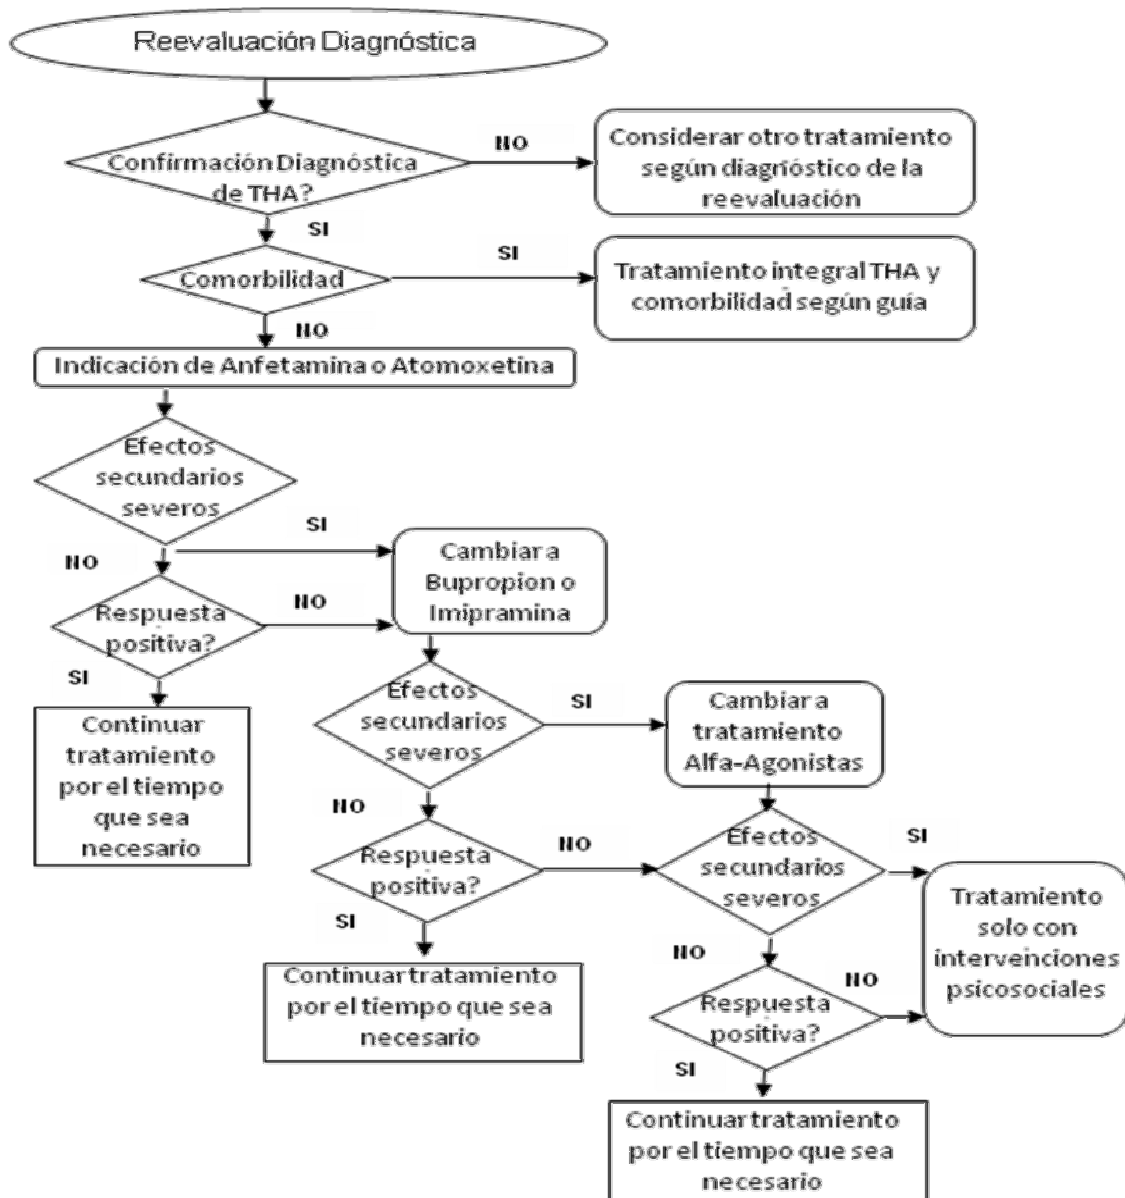 Reevaluación Diagnóstica
Confirmación Diagnóstica
de THA?
NO
Considerar otro tratamiento
según diagñóstico de la
reevaluación
SI
Comorbilidad
SI
Tratamiento integral THA y
comorbilidad según guía
NO
Indicación de Anfetamina o Atomoxetina
Efectos
secundarios
severos
SI
Cambiar a
Bupropion o
Imipramina
NO
Respuesta
positiva?
NO
SI
Continuar
tratamiento
por el tiempo
que sea
necesario
Efectos
secundarios
severos
SI
Cambiar a
tratamiento
Alfa-Agonistas
NO
Respuesta
positiva?
NO
SI
Continuar tratamiento
por el tiempo que sea
necesario
Efectos
secundarios
severos
SI
Tratamiento
solo con
intervenciones
psicosociales
NO
Respuesta
positiva?
NO
SI
Continuar tratamiento
por el tiempo que sea
necesario